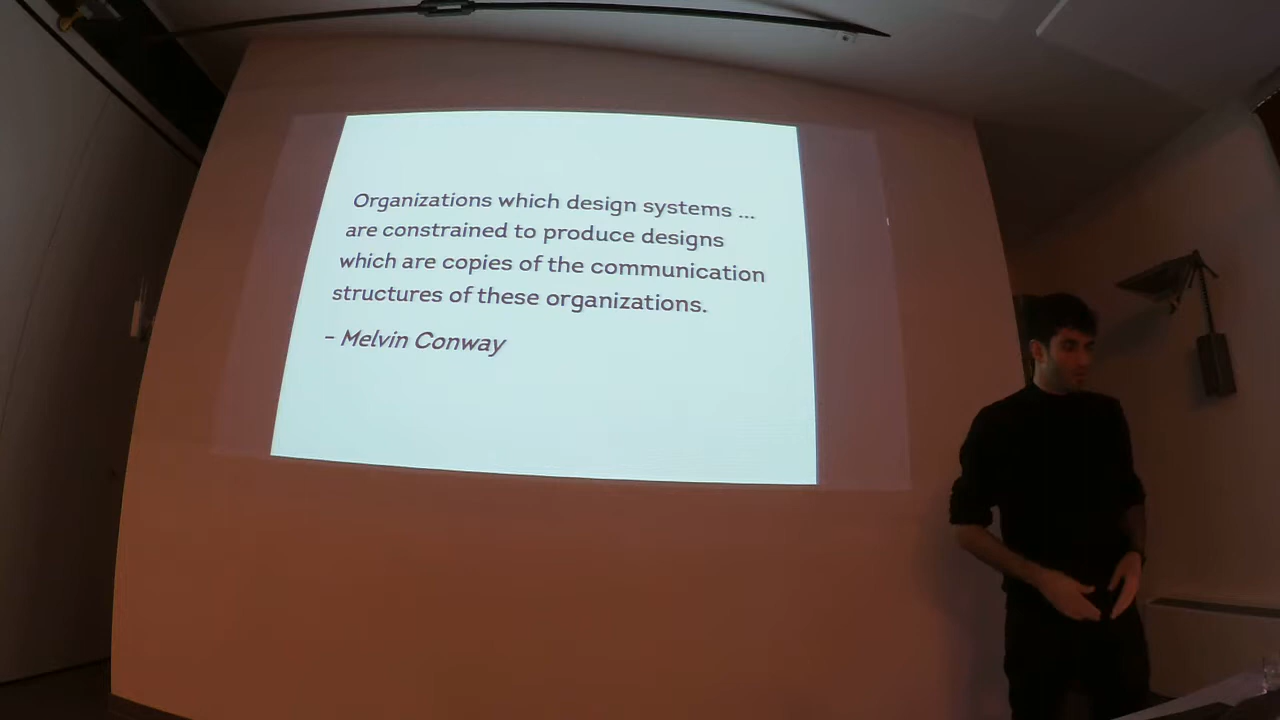 Organizations which design systems ...
are constrained to produce designs
which are copies of the communication
structures of these organizations.
– Melvin Conway